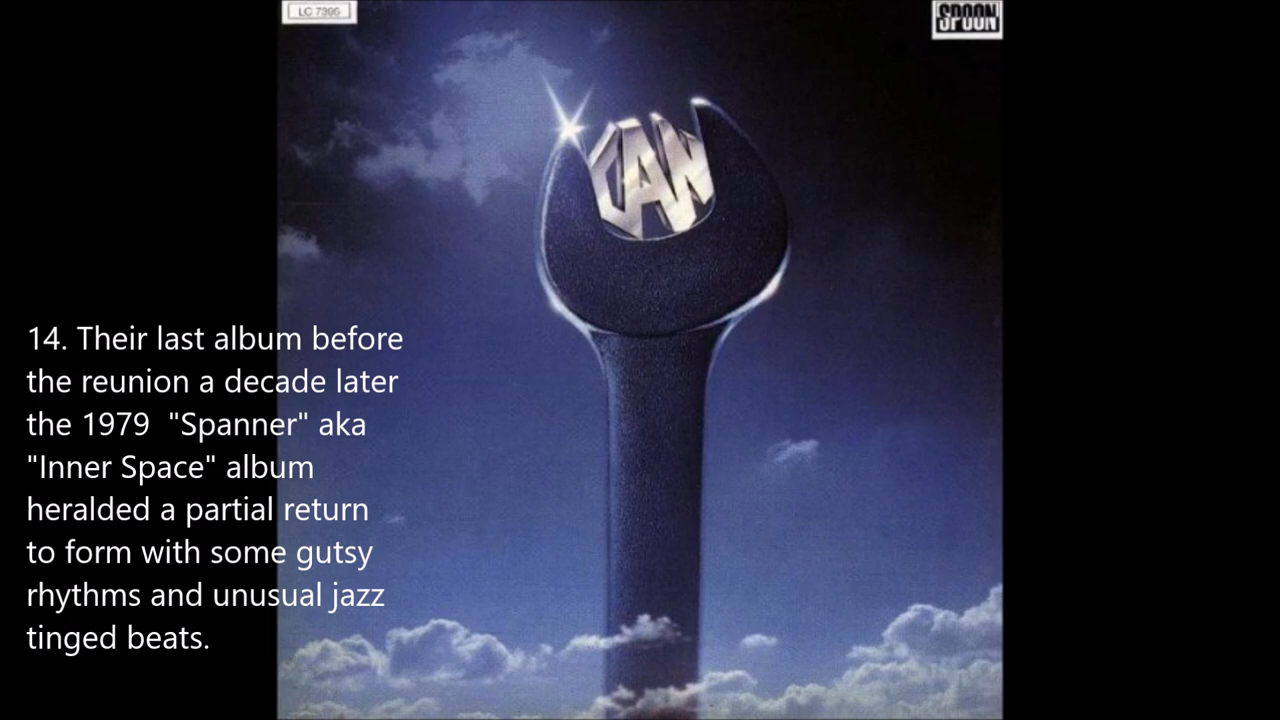 LC 7395
SPOON
CAN
14. Their last album before
the reunion a decade later
the 1979  "Spanner" aka
"Inner Space" album
heralded a partial return
to form with some gutsy
rhythms and unusual jazz
tinged beats.